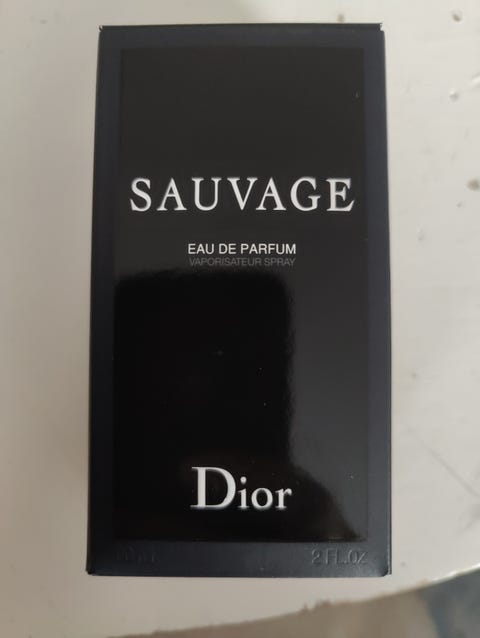 SAUVAGE
EAU DE PARFUM
VAPORISATEUR SPRAY
Dior
2 FL.OZ